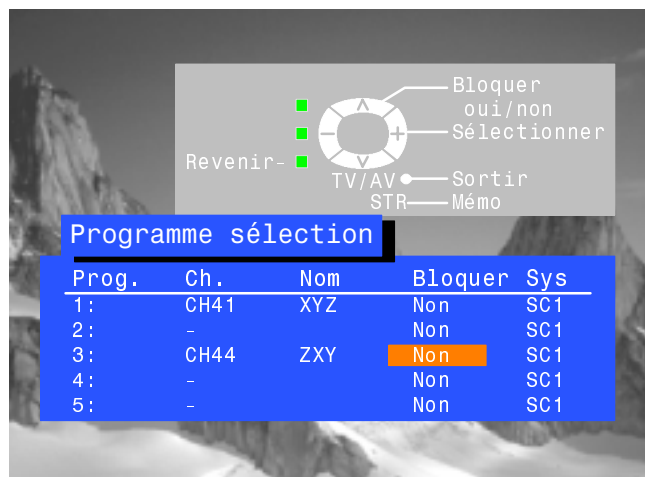 Bloquer
oui/non
Sélectionner
Revenir-
TV/AV Sortir
STR Mémo
Programme sélection
Prog. Ch. Nom Bloquer Sys
1: CH41 XYZ Non SC1
2: - Non SC1
3: CH44 ZXY Non SC1
4: - Non SC1
5: - Non SC1